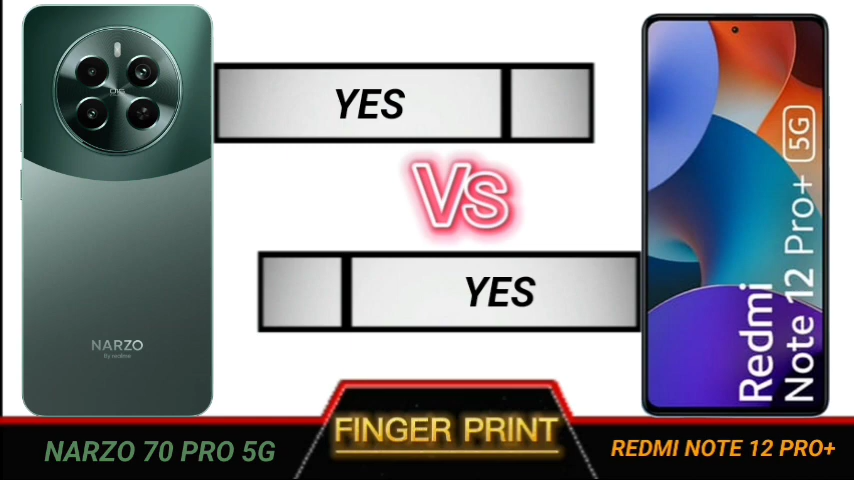 YES
Vs
YES
NARZO
By realme
Redmi
Note 12 Pro+ 5G
FINGER PRINT
NARZO 70 PRO 5G
REDMI NOTE 12 PRO+